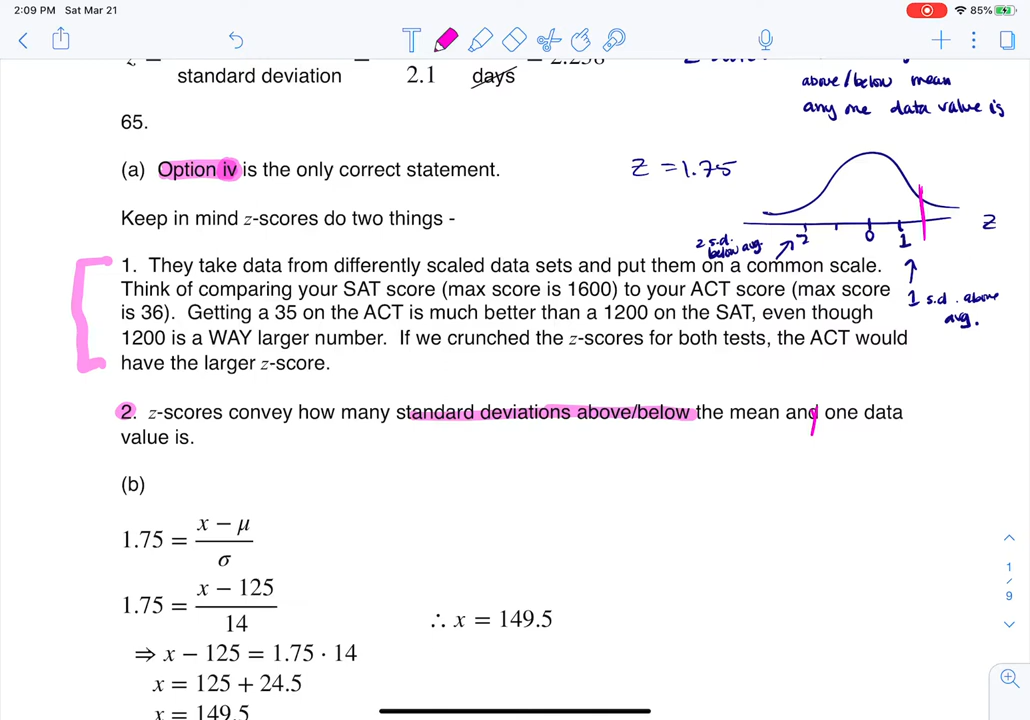 2:09 PM Sat Mar 21
85%
T
above/below mean
any one data value is
standard deviation 2.1 days
65.
(a) Option iv is the only correct statement.
z = 1.75
Keep in mind z-scores do two things -
-2 0 1 z
2 s.d. below avg.
1 s.d. above avg.
1. They take data from differently scaled data sets and put them on a common scale.
Think of comparing your SAT score (max score is 1600) to your ACT score (max score
is 36). Getting a 35 on the ACT is much better than a 1200 on the SAT, even though
1200 is a WAY larger number. If we crunched the z-scores for both tests, the ACT would
have the larger z-score.
2. z-scores convey how many standard deviations above/below the mean and one data
value is.
(b)
1.75 = x − μ / σ
1.75 = x − 125 / 14
∴ x = 149.5
⇒ x − 125 = 1.75 · 14
x = 125 + 24.5
x = 149.5
1
/
9